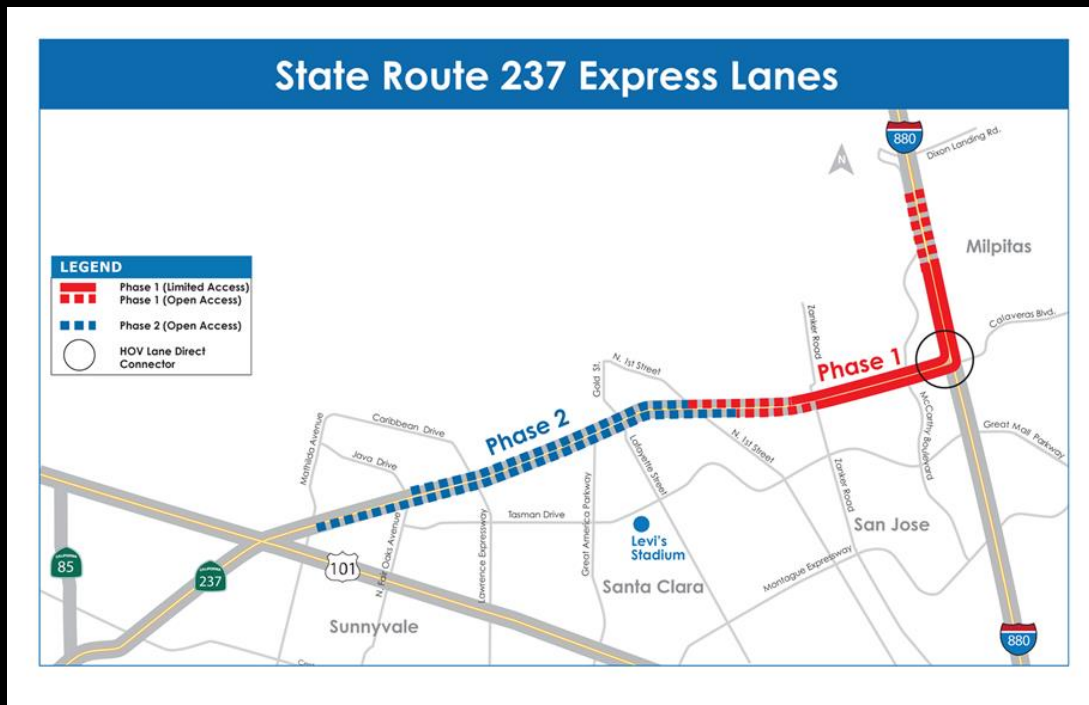 State Route 237 Express Lanes
880
Dixon Landing Rd.
N
Milpitas
LEGEND
Phase 1 (Limited Access)
Phase 1 (Open Access)
Phase 2 (Open Access)
HOV Lane Direct
Connector
Calaveras Blvd.
Zanker Road
Phase 1
N. 1st Street
Gold St.
McCarthy Boulevard
Great Mall Parkway
Caribbean Drive
Phase 2
Mathilda Avenue
Java Drive
N. 1st Street
Lafayette Street
Zanker Road
Tasman Drive
Great America Parkway
Lawrence Expressway
N. Fair Oaks Avenue
Levi's
Stadium
San Jose
Montague Expressway
CALIFORNIA
85
CALIFORNIA
237
101
Santa Clara
Sunnyvale
880